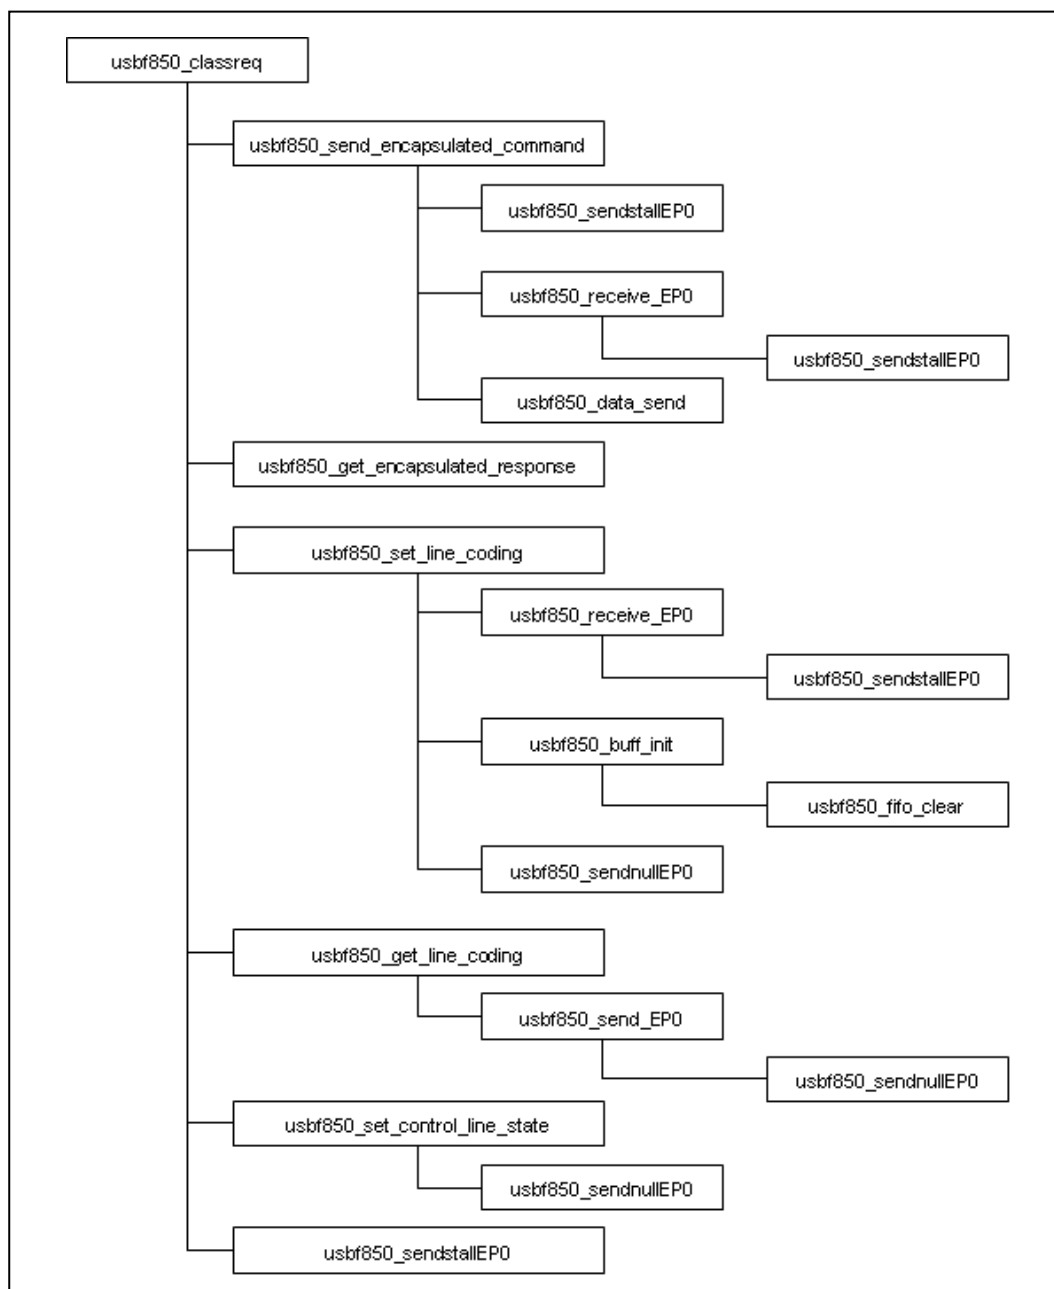 usbf850_classreq
usbf850_send_encapsulated_command
usbf850_sendstallEP0
usbf850_receive_EP0
usbf850_sendstallEP0
usbf850_data_send
usbf850_get_encapsulated_response
usbf850_set_line_coding
usbf850_receive_EP0
usbf850_sendstallEP0
usbf850_buff_init
usbf850_fifo_clear
usbf850_sendnullEP0
usbf850_get_line_coding
usbf850_send_EP0
usbf850_sendnullEP0
usbf850_set_control_line_state
usbf850_sendnullEP0
usbf850_sendstallEP0